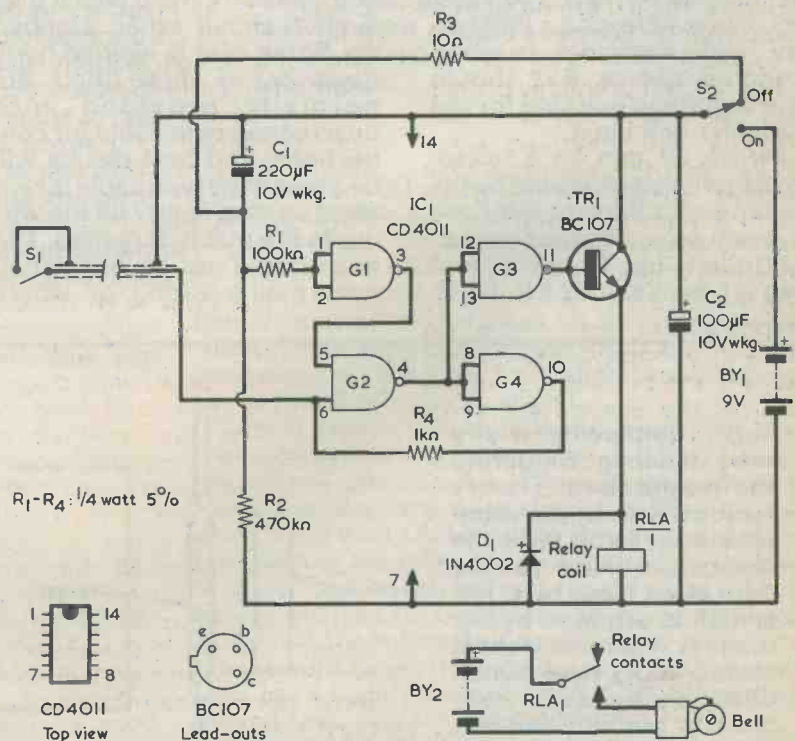 R3
10Ω
S2
Off
On
C1
220µF
10V wkg.
14
IC1
CD4011
TR1
BC107
S1
R1
100kΩ
1
2
G1
3
12
13
G3
11
C2
100µF
10V wkg
5
6
G2
4
8
9
G4
10
BY1
9V
R4
1kΩ
R1-R4: 1/4 watt 5%
R2
470kΩ
7
D1
1N4002
Relay
coil
RLA
1
1
14
7
8
CD4011
Top view
e
b
c
BC107
Lead-outs
BY2
RLA1
Relay
contacts
Bell